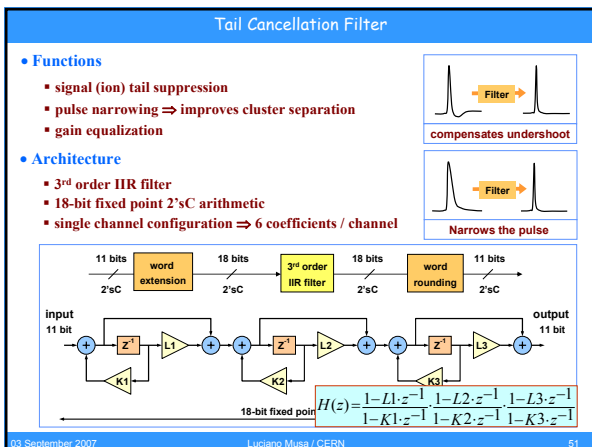 Tail Cancellation Filter
• Functions
▪ signal (ion) tail suppression
▪ pulse narrowing ⇒ improves cluster separation
▪ gain equalization
Filter
compensates undershoot
• Architecture
▪ 3rd order IIR filter
▪ 18-bit fixed point 2'sC arithmetic
▪ single channel configuration ⇒ 6 coefficients / channel
Filter
Narrows the pulse
11 bits
2'sC
word
extension
18 bits
2'sC
3rd order
IIR filter
18 bits
2'sC
word
rounding
11 bits
2'sC
input
11 bit
+ Z-1 L1 + K1
+ Z-1 L2 + K2
+ Z-1 L3 + K3
output
11 bit
18-bit fixed poin
H(z)=1−L1·z−1/1−K1·z−1 · 1−L2·z−1/1−K2·z−1 · 1−L3·z−1/1−K3·z−1
03 September 2007
Luciano Musa / CERN
51